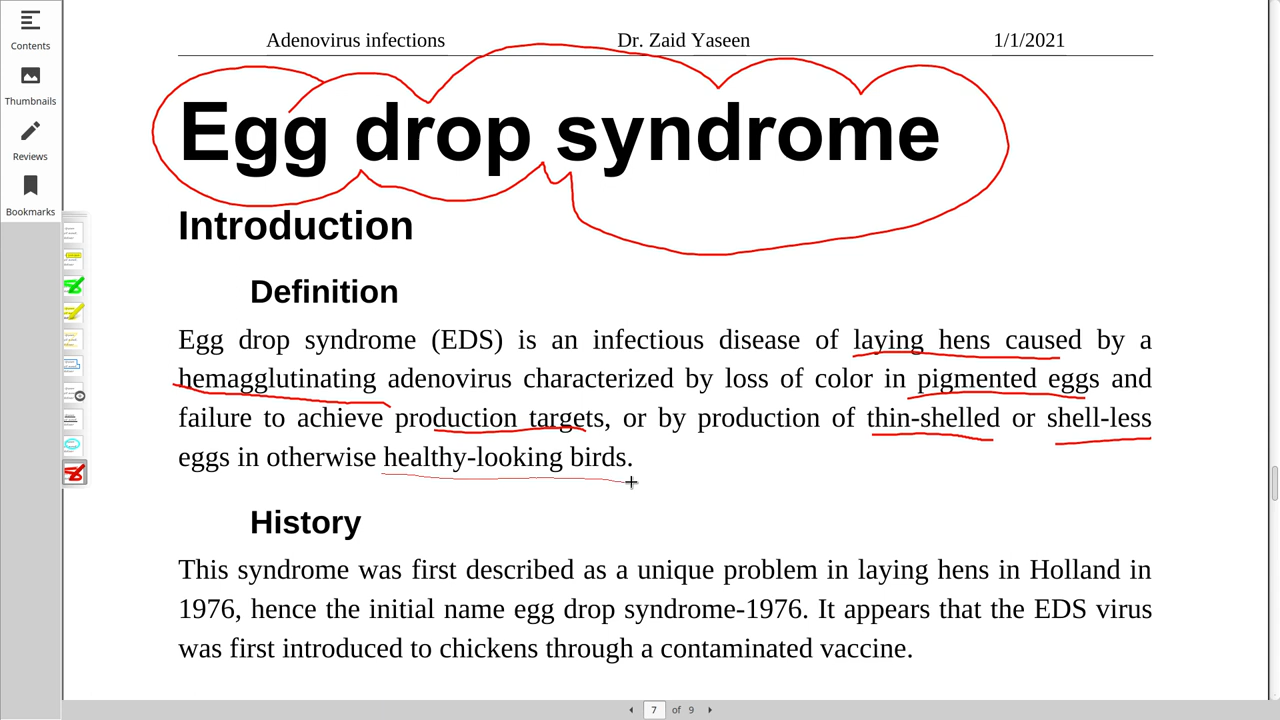 Contents
Thumbnails
Reviews
Bookmarks
Adenovirus infections Dr. Zaid Yaseen 1/1/2021
Egg drop syndrome
Introduction
Definition
Egg drop syndrome (EDS) is an infectious disease of laying hens caused by a
hemagglutinating adenovirus characterized by loss of color in pigmented eggs and
failure to achieve production targets, or by production of thin-shelled or shell-less
eggs in otherwise healthy-looking birds.
History
This syndrome was first described as a unique problem in laying hens in Holland in
1976, hence the initial name egg drop syndrome-1976. It appears that the EDS virus
was first introduced to chickens through a contaminated vaccine.
7 of 9